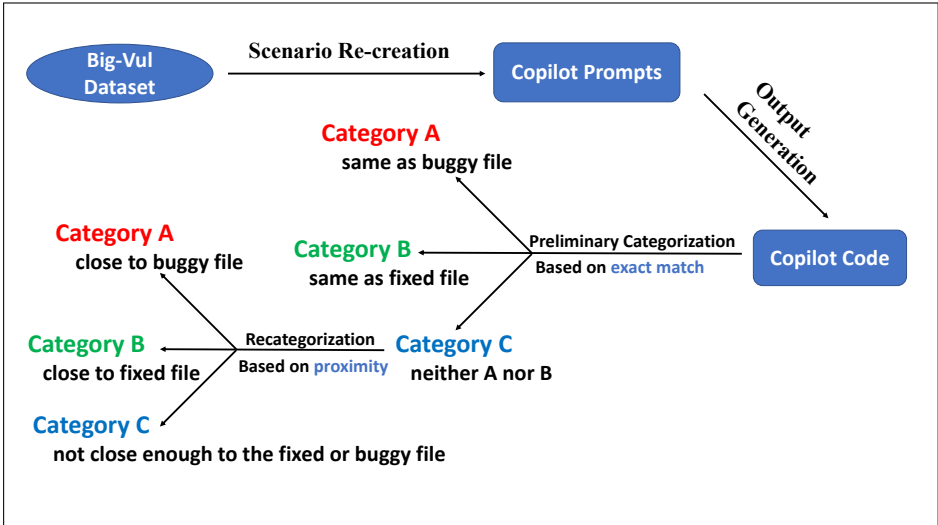 Big-Vul
Dataset
Scenario Re-creation
Copilot Prompts
Output
Generation
Copilot Code
Preliminary Categorization
Based on exact match
Category A
same as buggy file
Category B
same as fixed file
Category C
neither A nor B
Recategorization
Based on proximity
Category A
close to buggy file
Category B
close to fixed file
Category C
not close enough to the fixed or buggy file